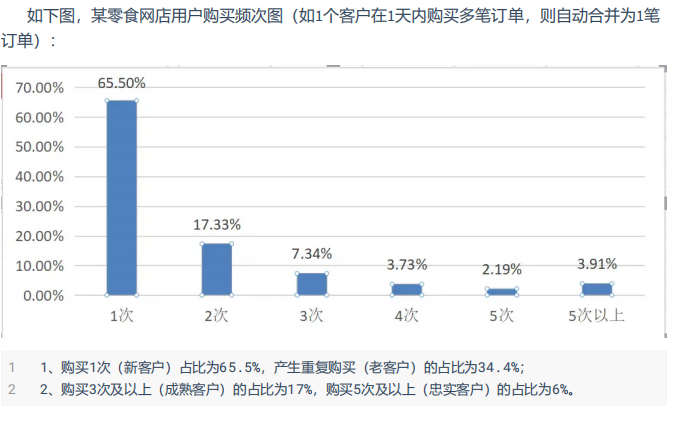 如下图，某零食网店用户购买频次图（如1个客户在1天内购买多笔订单，则自动合并为1笔
订单）：
70.00%
65.50%
60.00%
50.00%
40.00%
30.00%
20.00%
17.33%
10.00%
7.34%
3.73%
2.19%
3.91%
0.00%
1次 2次 3次 4次 5次 5次以上
1 1、购买1次（新客户）占比为65.5%，产生重复购买（老客户）的占比为34.4%；
2 2、购买3次及以上（成熟客户）的占比为17%，购买5次及以上（忠实客户）的占比为6%。